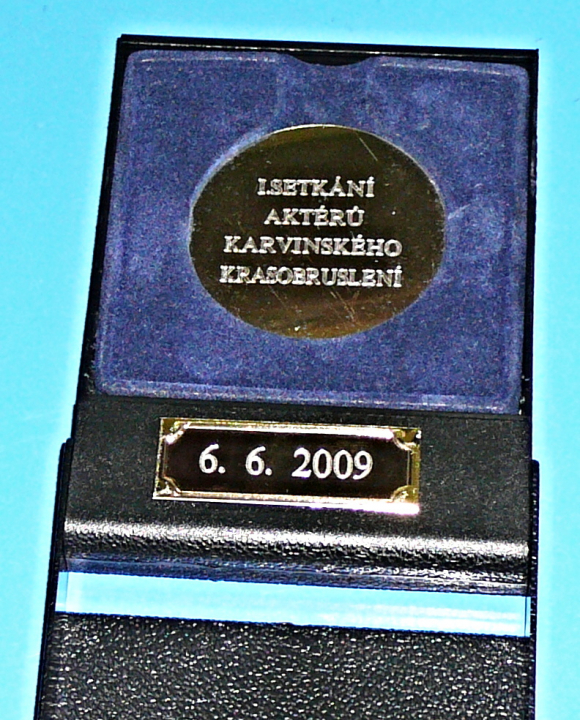 I.SETKÁNÍ
AKTÉRŮ
KARVINSKÉHO
KRASOBRUSLENÍ
6. 6. 2009